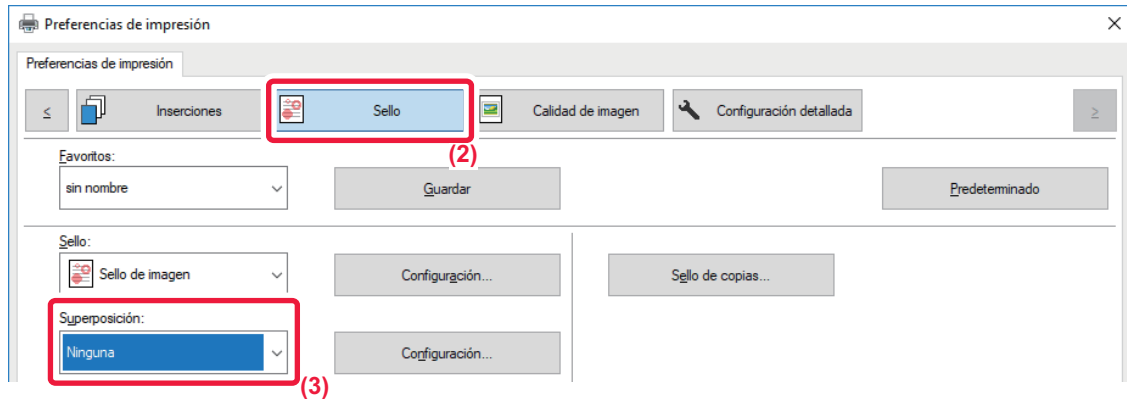 Preferencias de impresión
Preferencias de impresión
< Inserciones Sello Calidad de imagen Configuración detallada >
(2)
Favoritos:
sin nombre Guardar Predeterminado
Sello:
Sello de imagen Configuración... Sello de copias...
Superposición:
Ninguna Configuración...
(3)